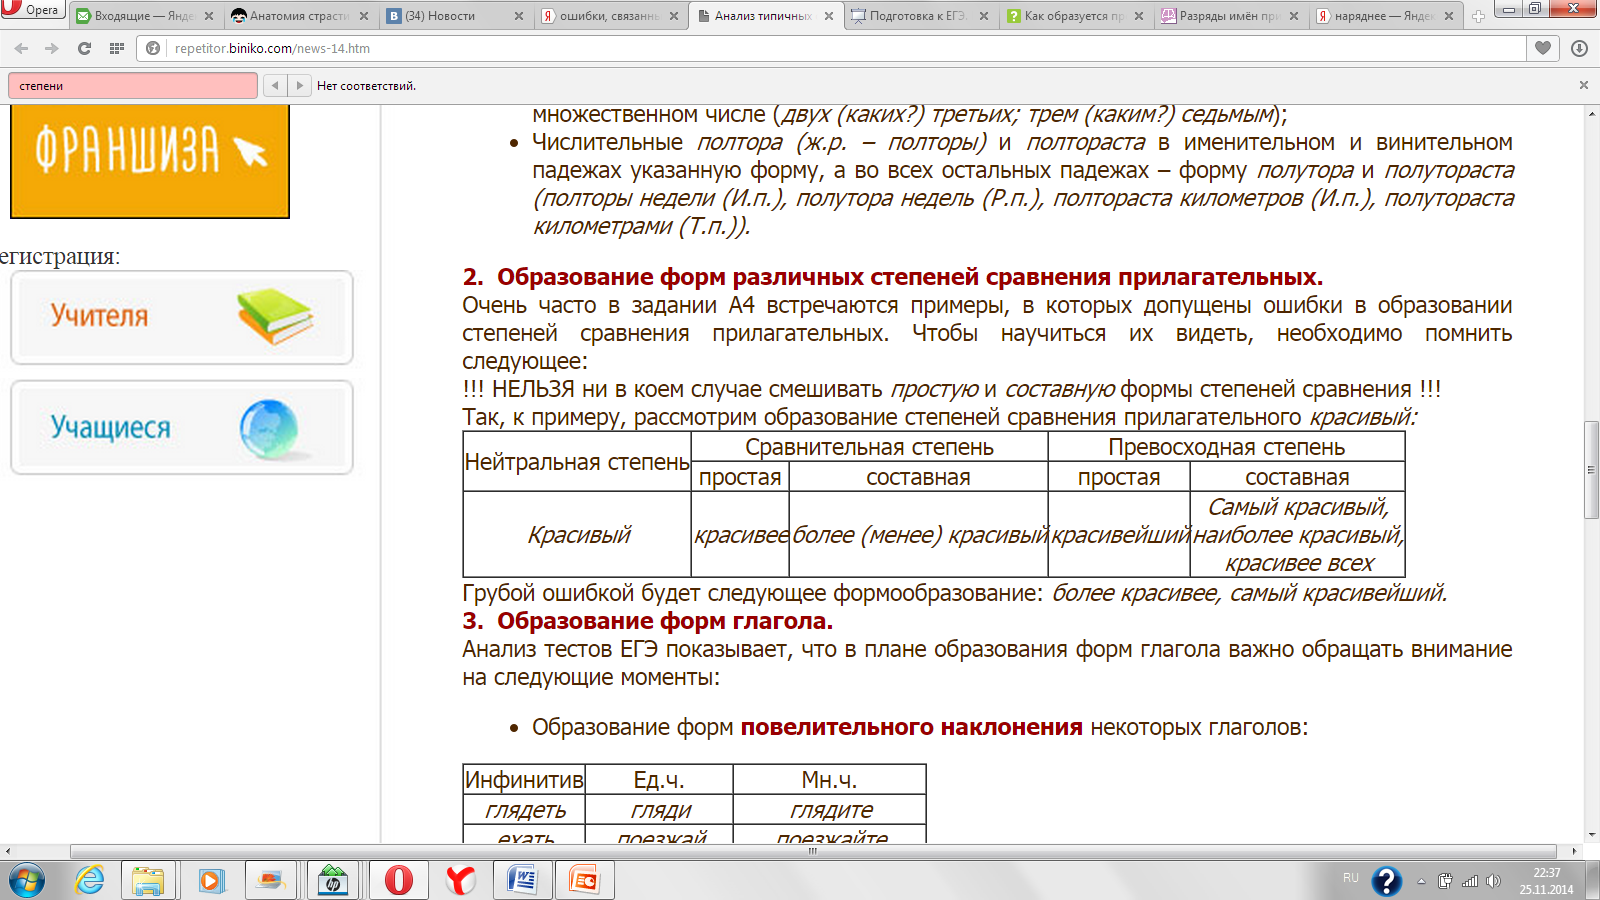 Opera
Входящие — Янде
Анатомия страсти
(34) Новости
ошибки, связанны
Анализ типичных
Подготовка к ЕГЭ.
Как образуется пр
Разряды имён при
наряднее — Яндек
repetitor.biniko.com/news-14.htm
степени
Нет соответствий.
ФРАНШИЗА
егистрация:
Учителя
Учащиеся
множественном числе (двух (каких?) третьих; трем (каким?) седьмым);
• Числительные полтора (ж.р. – полторы) и полтораста в именительном и винительном
падежах указанную форму, а во всех остальных падежах – форму полутора и полутораста
(полторы недели (И.п.), полутора недель (Р.п.), полтораста километров (И.п.), полутораста
километрами (Т.п.)).
2. Образование форм различных степеней сравнения прилагательных.
Очень часто в задании А4 встречаются примеры, в которых допущены ошибки в образовании
степеней сравнения прилагательных. Чтобы научиться их видеть, необходимо помнить
следующее:
!!! НЕЛЬЗЯ ни в коем случае смешивать простую и составную формы степеней сравнения !!!
Так, к примеру, рассмотрим образование степеней сравнения прилагательного красивый:
Нейтральная степень Сравнительная степень Превосходная степень
простая составная простая составная
Красивый красивее более (менее) красивый красивейший Самый красивый,
наиболее красивый,
красивее всех
Грубой ошибкой будет следующее формообразование: более красивее, самый красивейший.
3. Образование форм глагола.
Анализ тестов ЕГЭ показывает, что в плане образования форм глагола важно обращать внимание
на следующие моменты:
• Образование форм повелительного наклонения некоторых глаголов:
Инфинитив Ед.ч. Мн.ч.
глядеть гляди глядите
ехать поезжай поезжайте
RU
22:37
25.11.2014